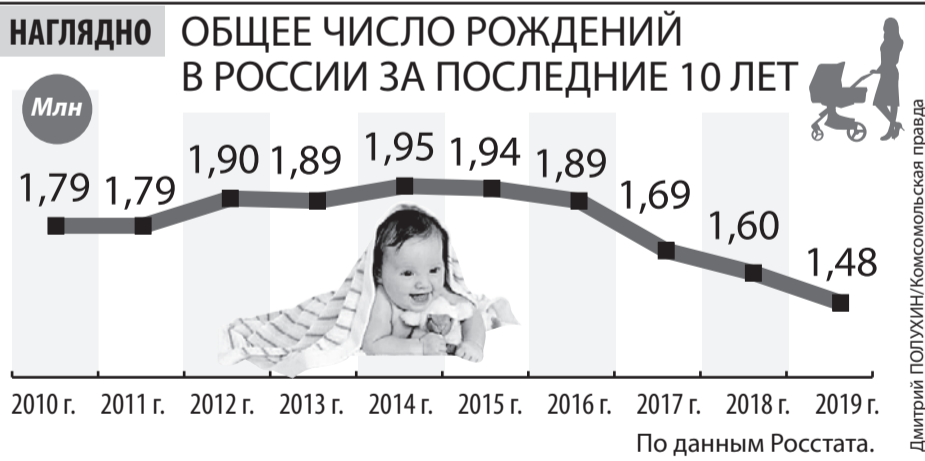 НАГЛЯДНО
ОБЩЕЕ ЧИСЛО РОЖДЕНИЙ
В РОССИИ ЗА ПОСЛЕДНИЕ 10 ЛЕТ
Млн
1,79 1,79 1,90 1,89 1,95 1,94 1,89 1,69 1,60 1,48
2010 г. 2011 г. 2012 г. 2013 г. 2014 г. 2015 г. 2016 г. 2017 г. 2018 г. 2019 г.
По данным Росстата.
Дмитрий ПОЛУХИН/Комсомольская правда